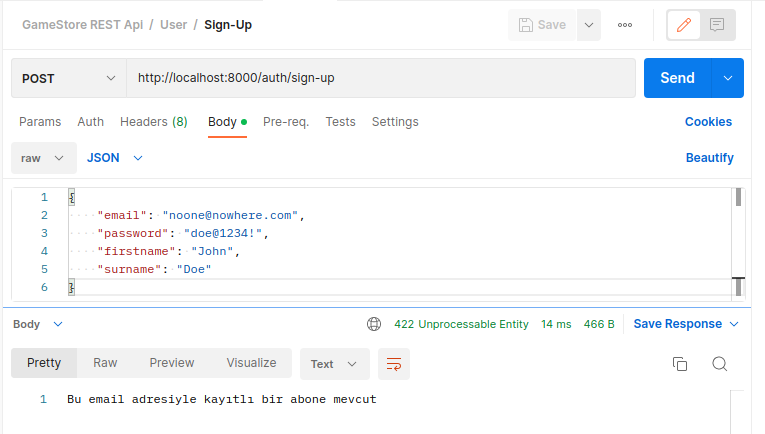 GameStore REST Api / User / Sign-Up
Save
POST http://localhost:8000/auth/sign-up Send
Params Auth Headers (8) Body Pre-req. Tests Settings Cookies
raw JSON Beautify
1 {
2 "email": "noone@nowhere.com",
3 "password": "doe@1234!",
4 "firstname": "John",
5 "surname": "Doe"
6 }
Body 422 Unprocessable Entity 14 ms 466 B Save Response
Pretty Raw Preview Visualize Text
1 Bu email adresiyle kayıtlı bir abone mevcut